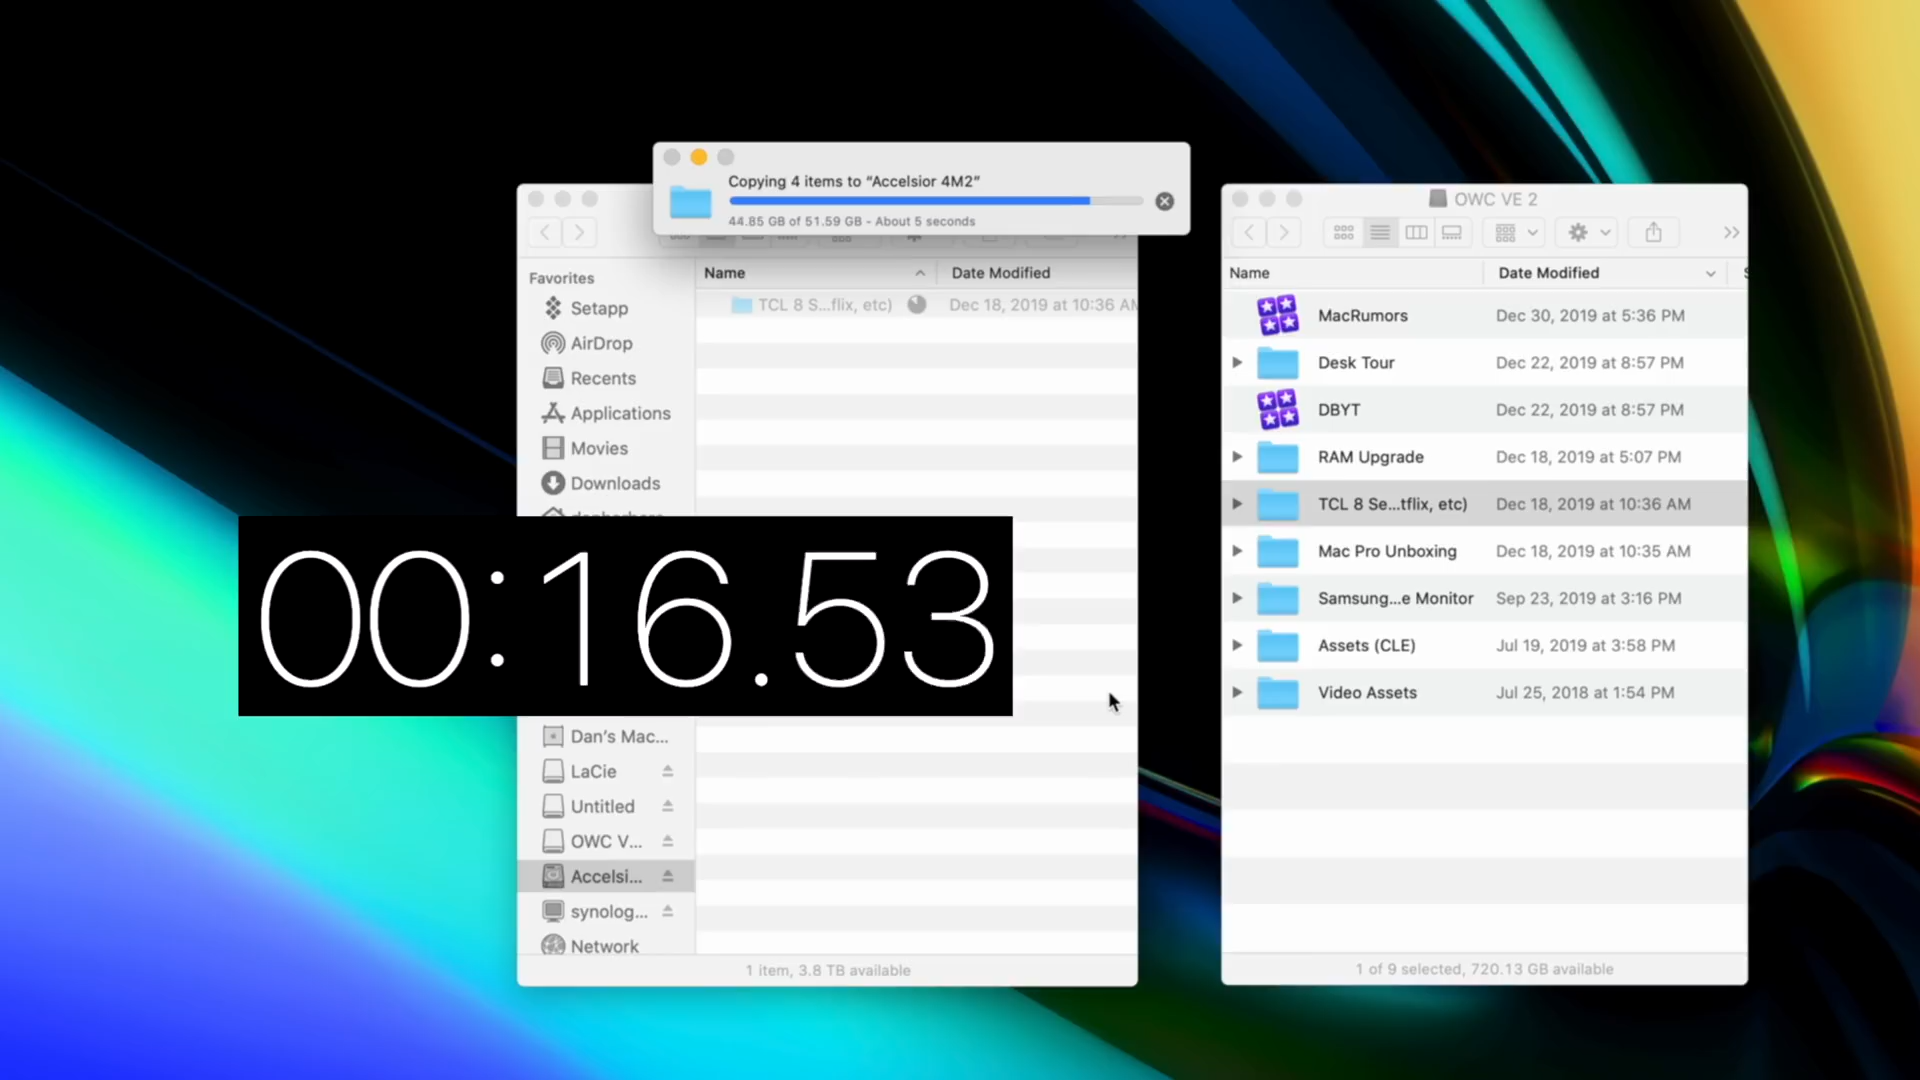 Copying 4 items to “Accelsior 4M2”
44.85 GB of 51.59 GB - About 5 seconds
Favorites
Setapp
AirDrop
Recents
Applications
Movies
Downloads
Dan’s Mac...
LaCie
Untitled
OWC V...
Accelsi...
synolog...
Network
Name
Date Modified
TCL 8 S...flix, etc)
Dec 18, 2019 at 10:36 AM
1 item, 3.8 TB available
00:16.53
OWC VE 2
Name
Date Modified
MacRumors Dec 30, 2019 at 5:36 PM
Desk Tour Dec 22, 2019 at 8:57 PM
DBYT Dec 22, 2019 at 8:57 PM
RAM Upgrade Dec 18, 2019 at 5:07 PM
TCL 8 Se...tflix, etc) Dec 18, 2019 at 10:36 AM
Mac Pro Unboxing Dec 18, 2019 at 10:35 AM
Samsung...e Monitor Sep 23, 2019 at 3:16 PM
Assets (CLE) Jul 19, 2019 at 3:58 PM
Video Assets Jul 25, 2018 at 1:54 PM
1 of 9 selected, 720.13 GB available